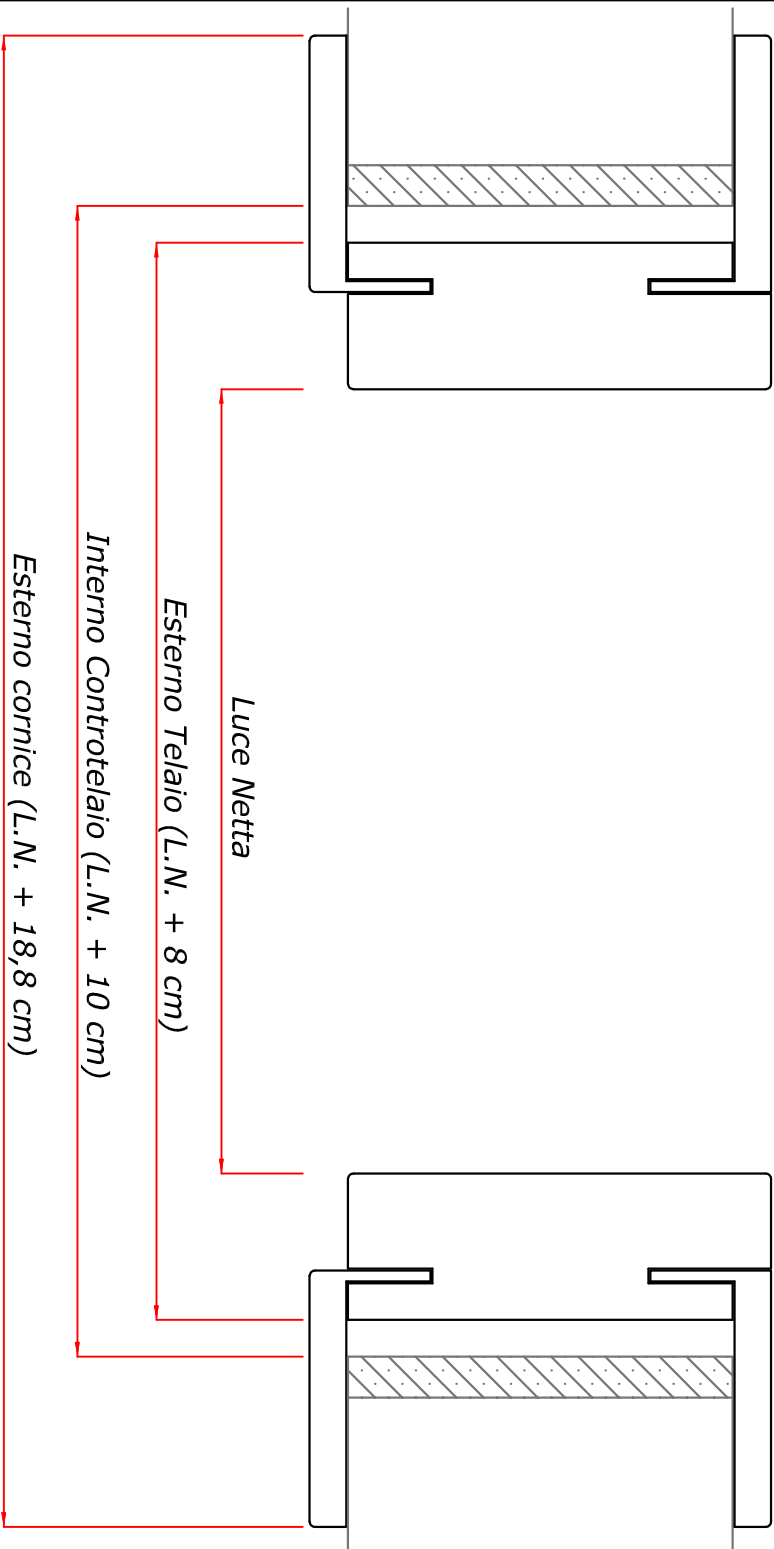 Luce Netta
Esterno Telaio (L.N. + 8 cm)
Interno Controtelaio (L.N. + 10 cm)
Esterno cornice (L.N. + 18,8 cm)